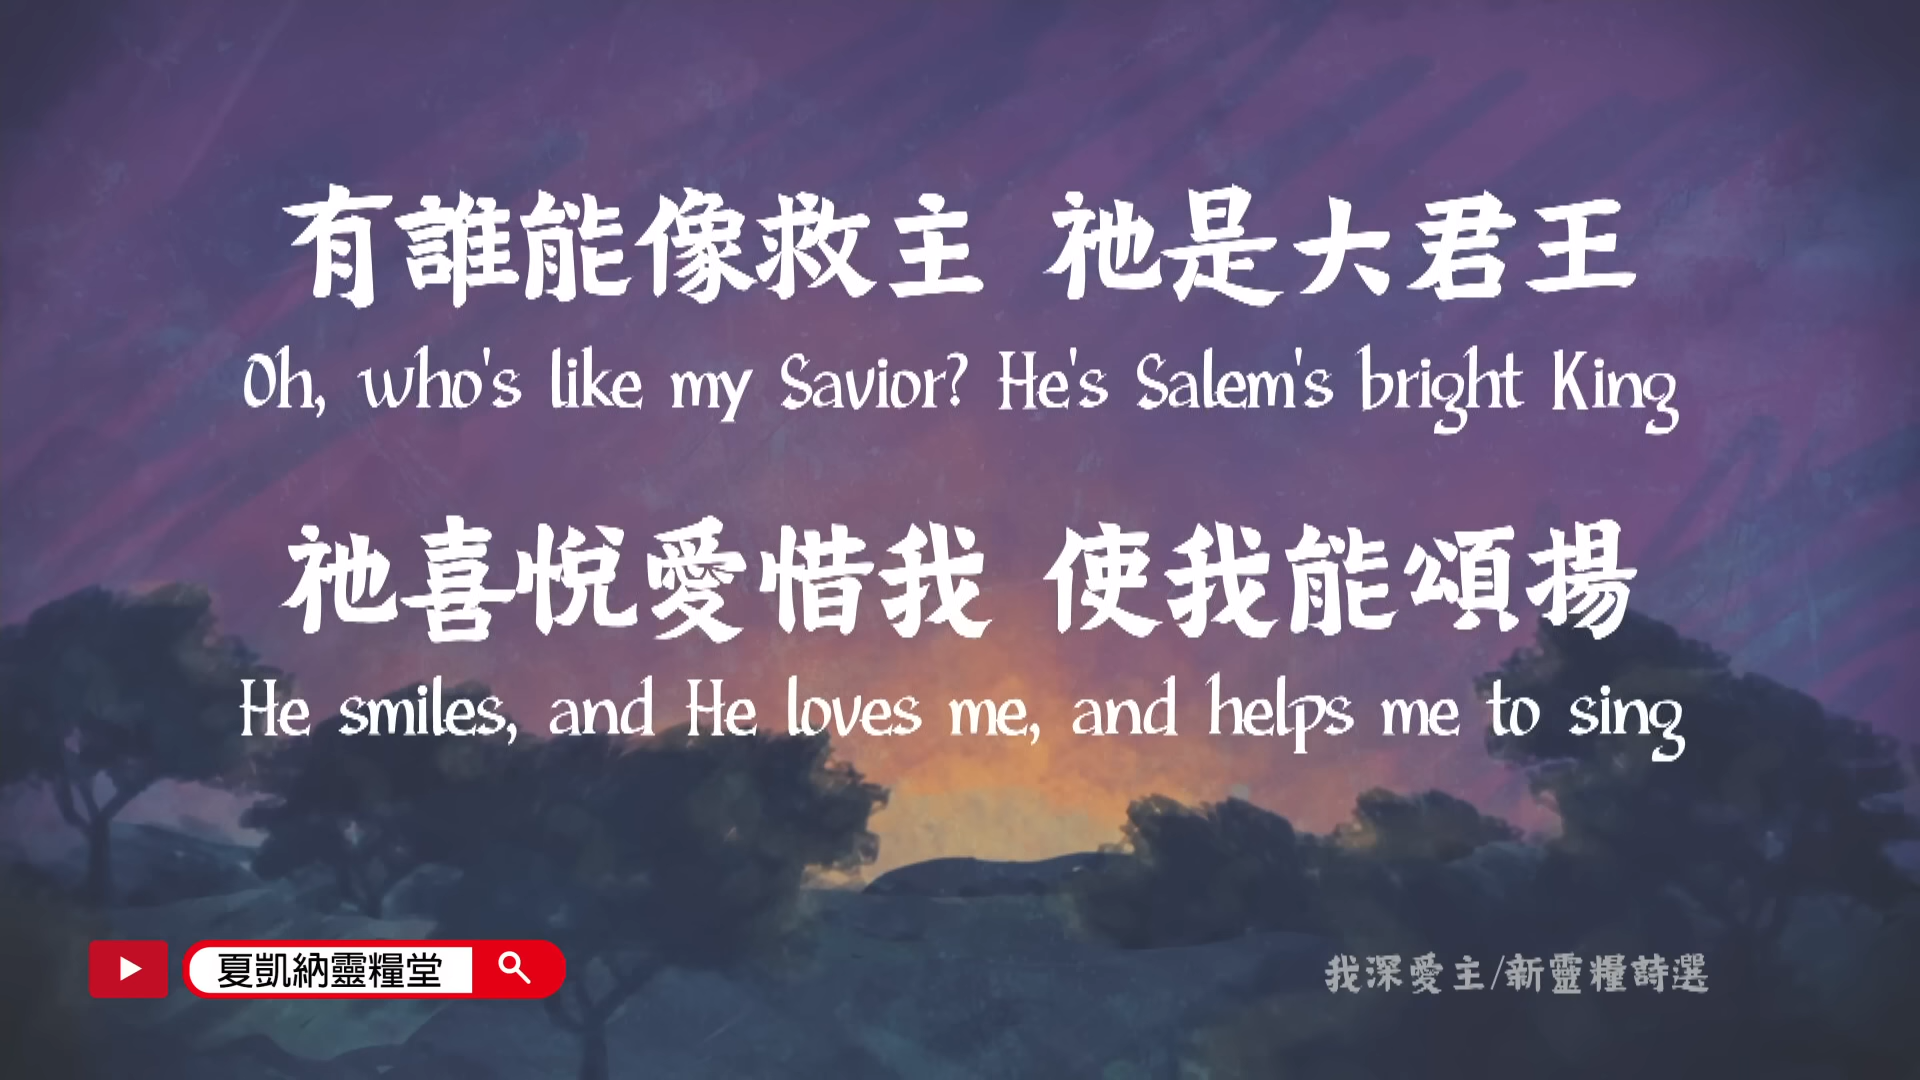 有誰能像救主 祂是大君王
Oh, who's like my Savior? He's Salem's bright King
祂喜悅愛惜我 使我能頌揚
He smiles, and He loves me, and helps me to sing
夏凱納靈糧堂
我深愛主/新靈糧詩選